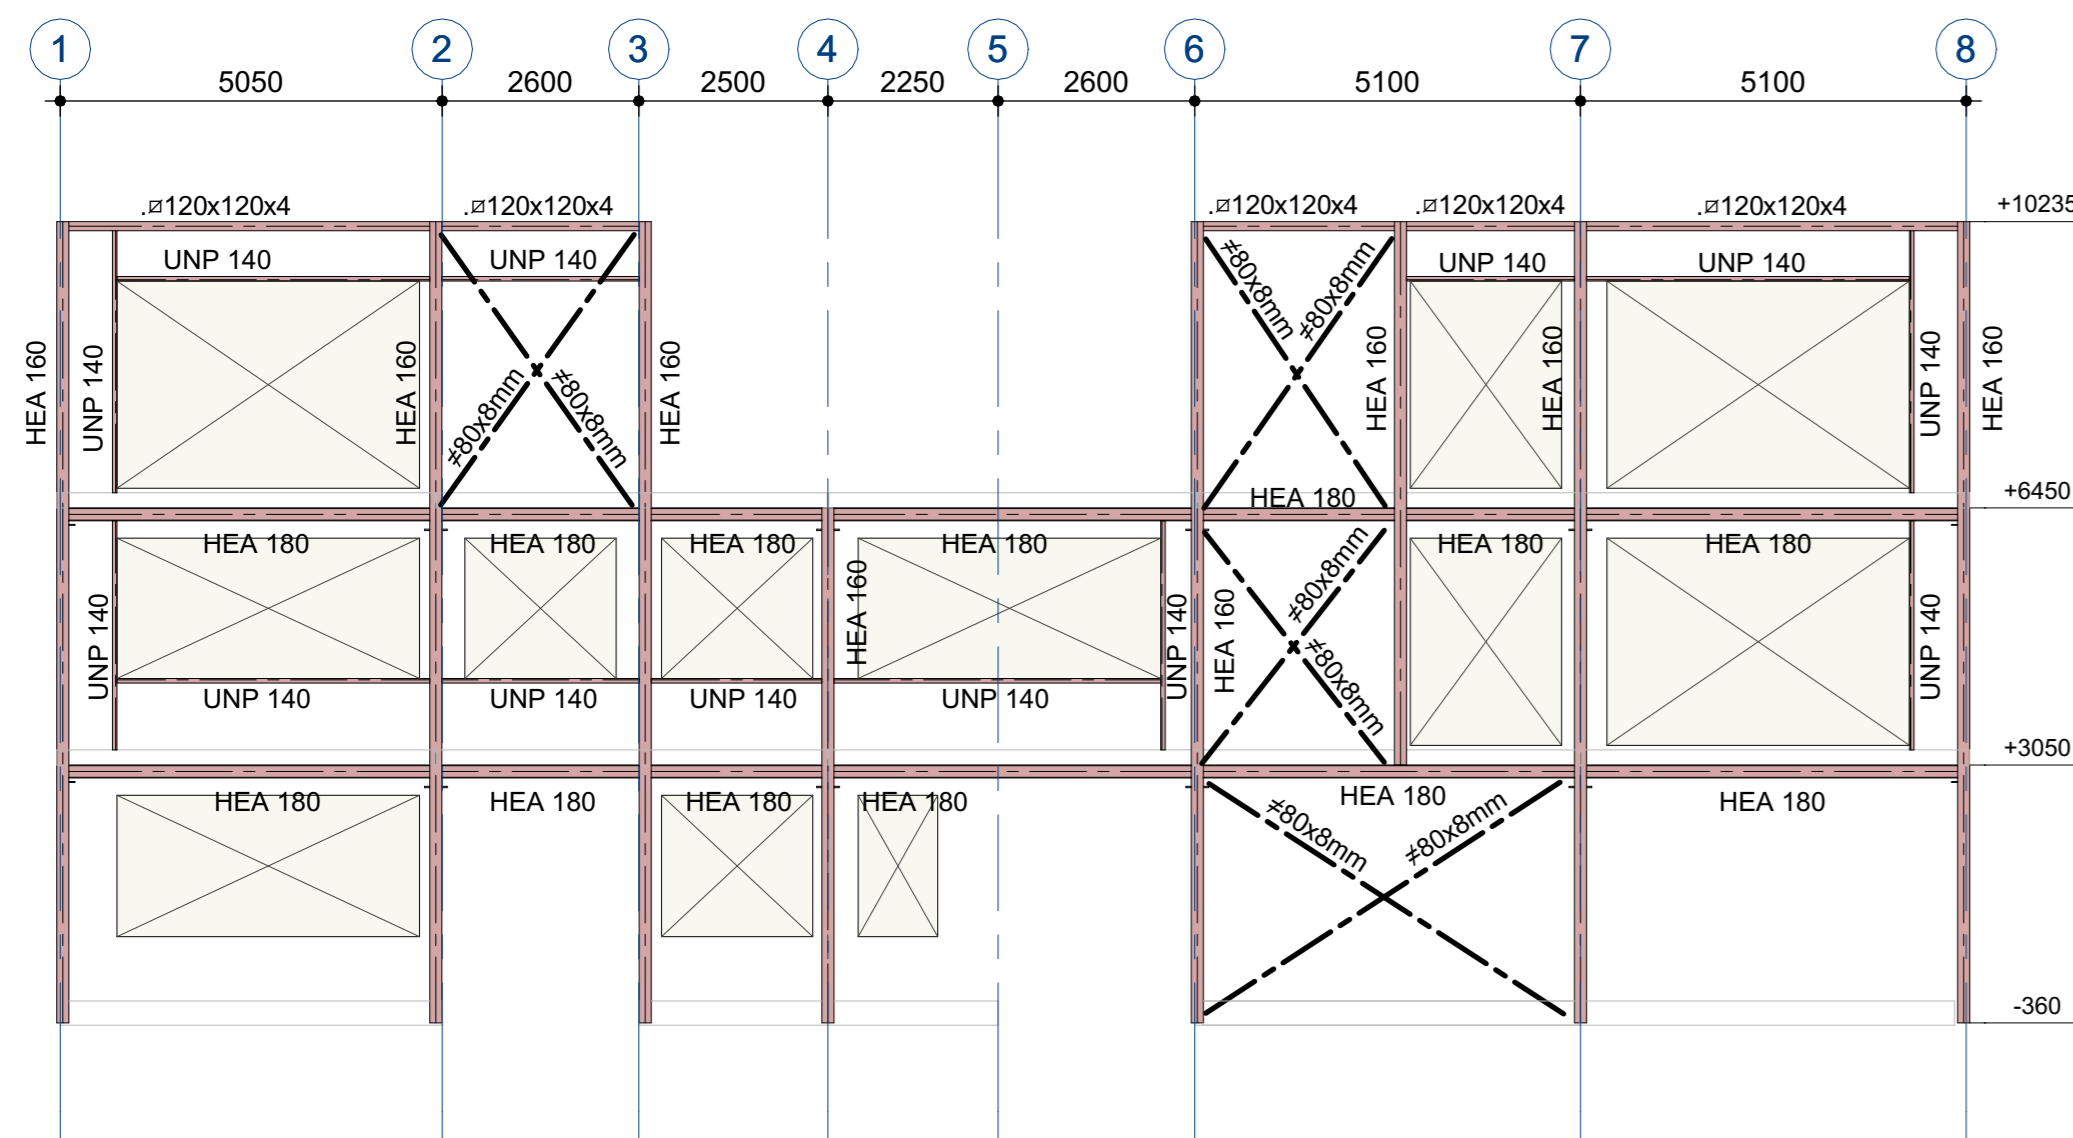 1 2 3 4 5 6 7 8
5050 2600 2500 2250 2600 5100 5100
.⌷120x120x4 .⌷120x120x4 .⌷120x120x4 .⌷120x120x4 .⌷120x120x4 +10235
UNP 140 UNP 140 UNP 140 UNP 140
≠80x8mm ≠80x8mm
HEA 160 UNP 140 HEA 160 HEA 160 HEA 160 HEA 160 UNP 140 HEA 160
≠80x8mm ≠80x8mm
HEA 180 +6450
HEA 180 HEA 180 HEA 180 HEA 180 HEA 180 HEA 180
≠80x8mm
UNP 140 HEA 160 UNP 140 HEA 160 UNP 140
≠80x8mm
UNP 140 UNP 140 UNP 140 UNP 140
+3050
HEA 180
HEA 180 HEA 180 HEA 180 HEA 180 HEA 180
≠80x8mm ≠80x8mm
-360